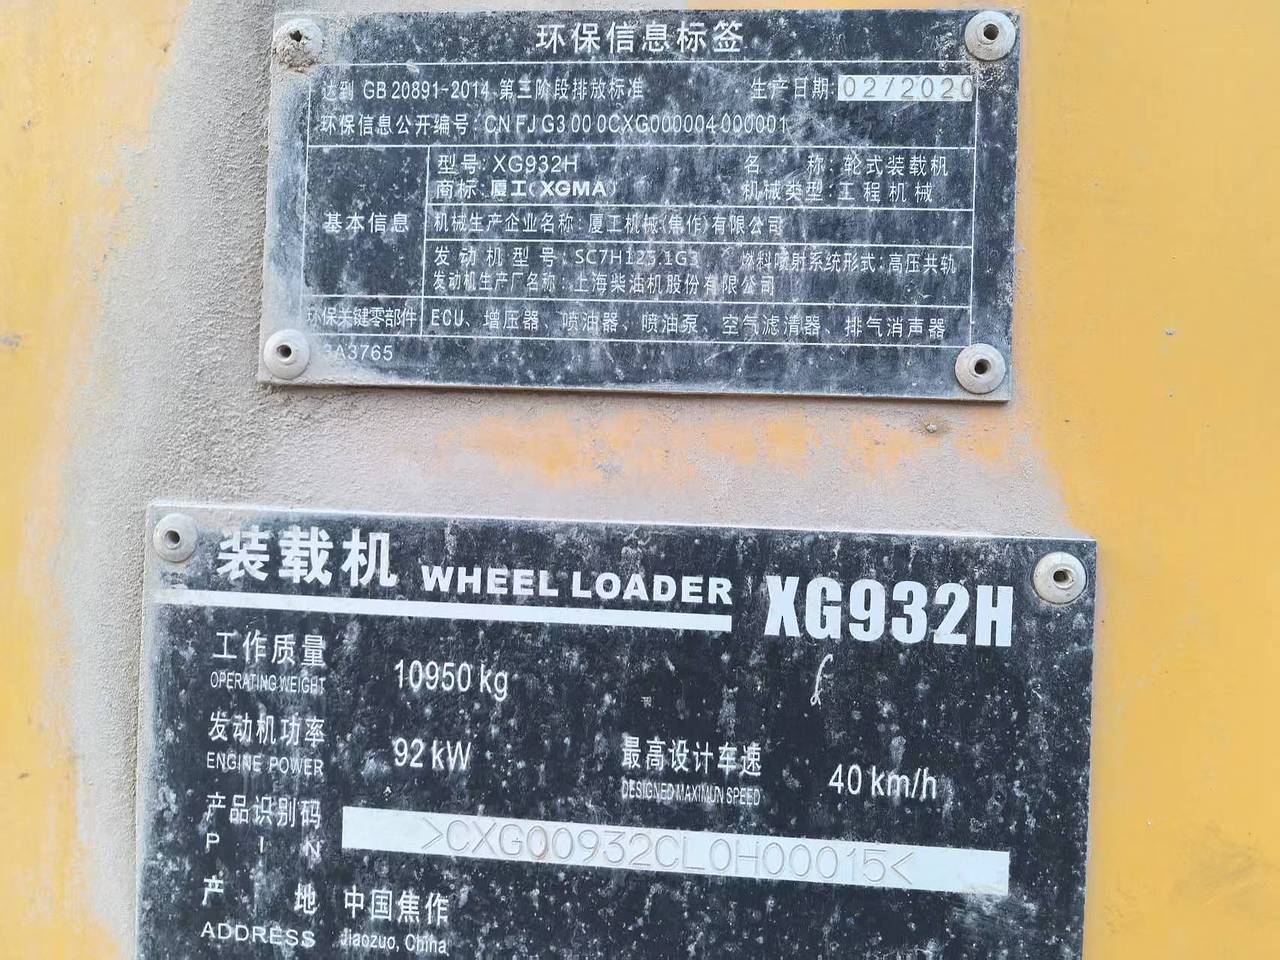 环保信息标签
达到 GB 20891-2014 第三阶段排放标准 生产日期: 02/2020
环保信息公开编号: CN FJ G3 00 0CXG000004 000001
基本信息
型号: XG932H 名 称: 轮式装载机
商标: 厦工(XGMA) 机械类型: 工程机械
机械生产企业名称: 厦工机械(焦作)有限公司
发动机型号: SC7H125.1G3 燃料喷射系统形式: 高压共轨
发动机生产厂名称: 上海柴油机股份有限公司
环保关键零部件 ECU、增压器、喷油器、喷油泵、空气滤清器、排气消声器
3A3765
装载机 WHEEL LOADER XG932H
工作质量 10950 kg
OPERATING WEIGHT
发动机功率 92 kW 最高设计车速 40 km/h
ENGINE POWER DESIGNED MAXIMUN SPEED
产品识别码 >CXG00932CL0H00015<
P I N
产 地 中国焦作
ADDRESS Jiaozuo, China